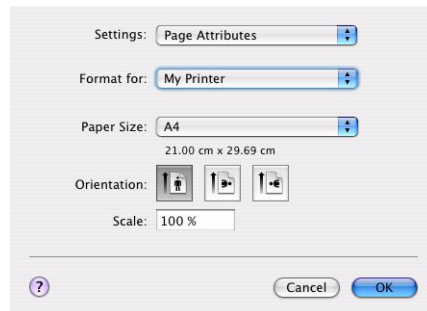 Settings: Page Attributes
Format for: My Printer
Paper Size: A4
21.00 cm x 29.69 cm
Orientation:
Scale: 100 %
? Cancel OK